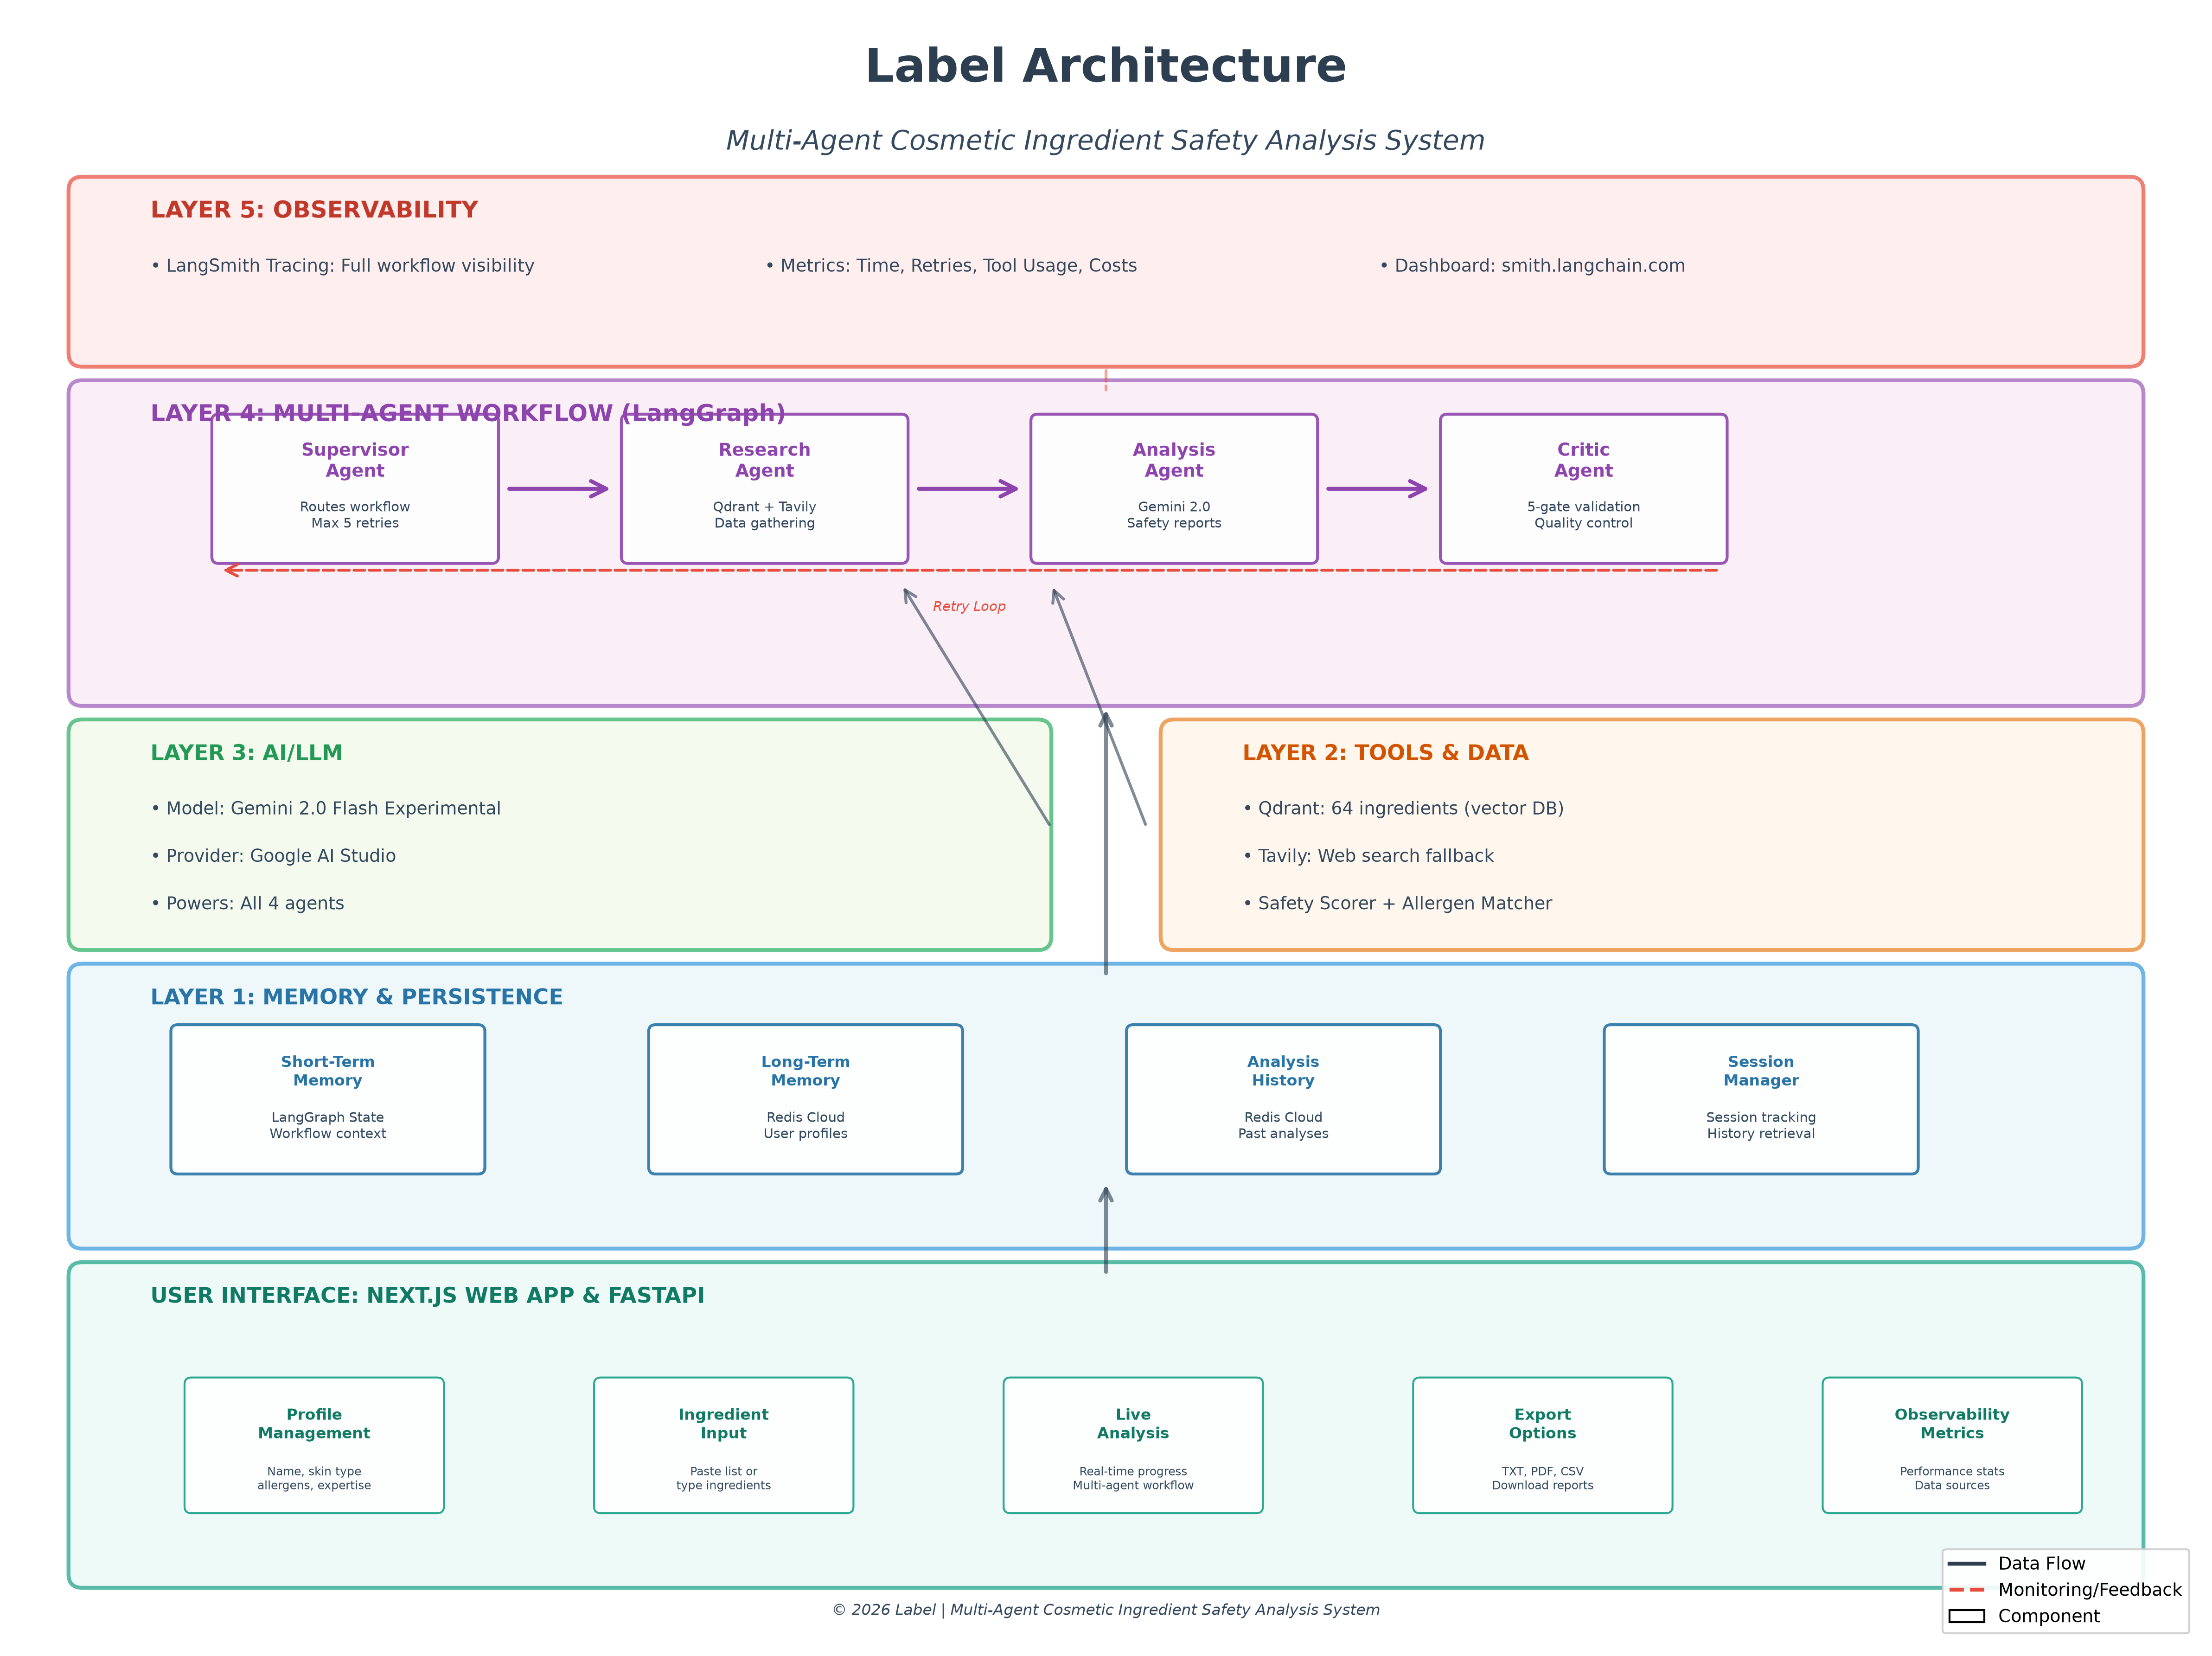 Label Architecture
Multi-Agent Cosmetic Ingredient Safety Analysis System
LAYER 5: OBSERVABILITY
• LangSmith Tracing: Full workflow visibility
• Metrics: Time, Retries, Tool Usage, Costs
• Dashboard: smith.langchain.com
LAYER 4: MULTI-AGENT WORKFLOW (LangGraph)
Supervisor
Agent
Routes workflow
Max 5 retries
Research
Agent
Qdrant + Tavily
Data gathering
Analysis
Agent
Gemini 2.0
Safety reports
Critic
Agent
5-gate validation
Quality control
Retry Loop
LAYER 3: AI/LLM
• Model: Gemini 2.0 Flash Experimental
• Provider: Google AI Studio
• Powers: All 4 agents
LAYER 2: TOOLS & DATA
• Qdrant: 64 ingredients (vector DB)
• Tavily: Web search fallback
• Safety Scorer + Allergen Matcher
LAYER 1: MEMORY & PERSISTENCE
Short-Term
Memory
LangGraph State
Workflow context
Long-Term
Memory
Redis Cloud
User profiles
Analysis
History
Redis Cloud
Past analyses
Session
Manager
Session tracking
History retrieval
USER INTERFACE: NEXT.JS WEB APP & FASTAPI
Profile
Management
Name, skin type
allergens, expertise
Ingredient
Input
Paste list or
type ingredients
Live
Analysis
Real-time progress
Multi-agent workflow
Export
Options
TXT, PDF, CSV
Download reports
Observability
Metrics
Performance stats
Data sources
Data Flow
Monitoring/Feedback
Component
© 2026 Label | Multi-Agent Cosmetic Ingredient Safety Analysis System